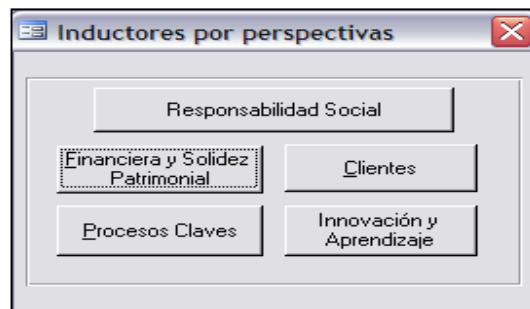 Inductores por perspectivas
Responsabilidad Social
Financiera y Solidez
Patrimonial
Clientes
Procesos Claves
Innovación y
Aprendizaje